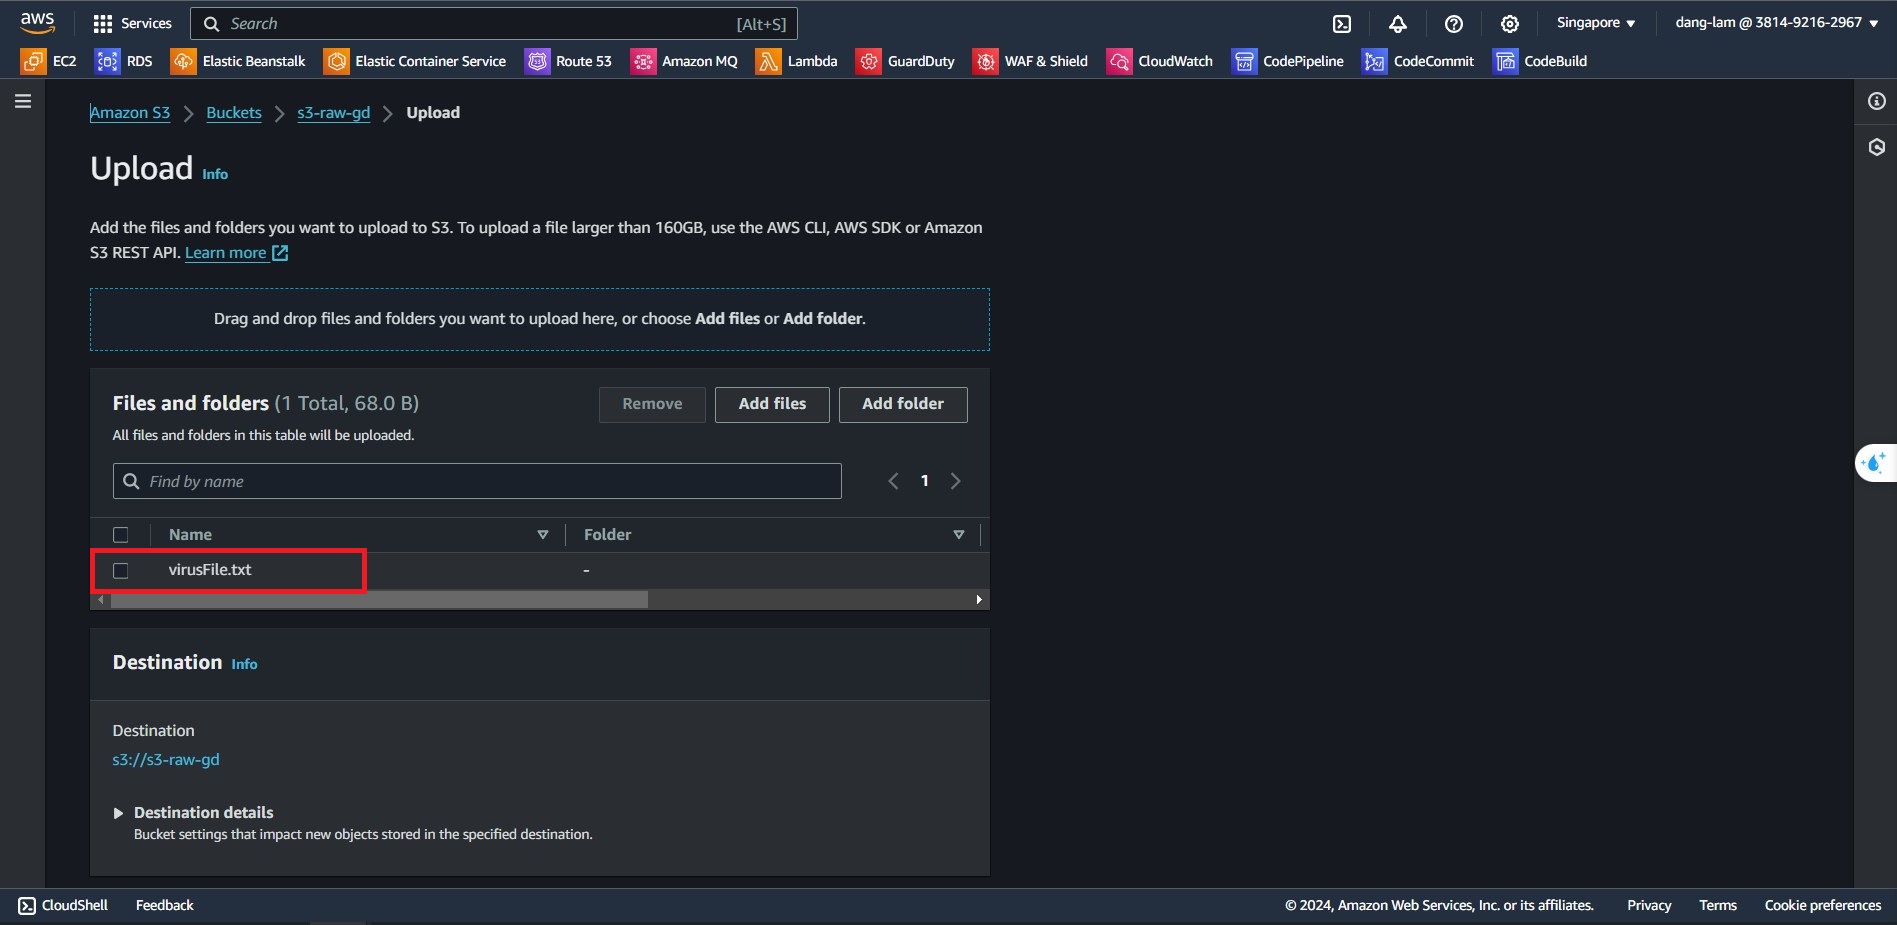 aws Services Search [Alt+S] Singapore dang-lam @ 3814-9216-2967
EC2 RDS Elastic Beanstalk Elastic Container Service Route 53 Amazon MQ Lambda GuardDuty WAF & Shield CloudWatch CodePipeline CodeCommit CodeBuild
Amazon S3 Buckets s3-raw-gd Upload
Upload Info
Add the files and folders you want to upload to S3. To upload a file larger than 160GB, use the AWS CLI, AWS SDK or Amazon
S3 REST API. Learn more
Drag and drop files and folders you want to upload here, or choose Add files or Add folder.
Files and folders (1 Total, 68.0 B) Remove Add files Add folder
All files and folders in this table will be uploaded.
Find by name 1
Name Folder
virusFile.txt -
Destination Info
Destination
s3://s3-raw-gd
Destination details
Bucket settings that impact new objects stored in the specified destination.
CloudShell Feedback © 2024, Amazon Web Services, Inc. or its affiliates. Privacy Terms Cookie preferences